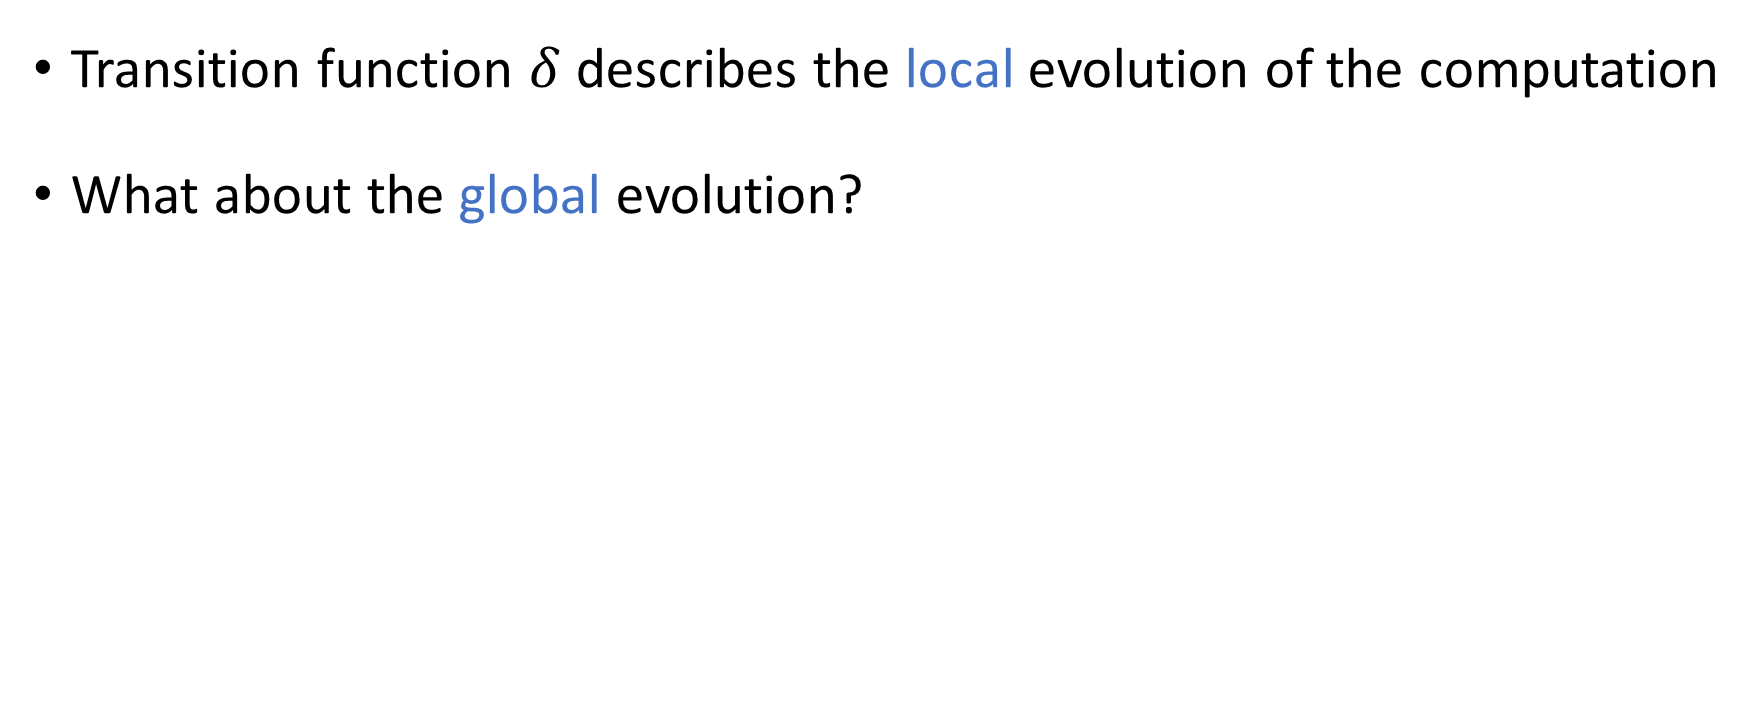 • Transition function 𝛿 describes the local evolution of the computation
• What about the global evolution?